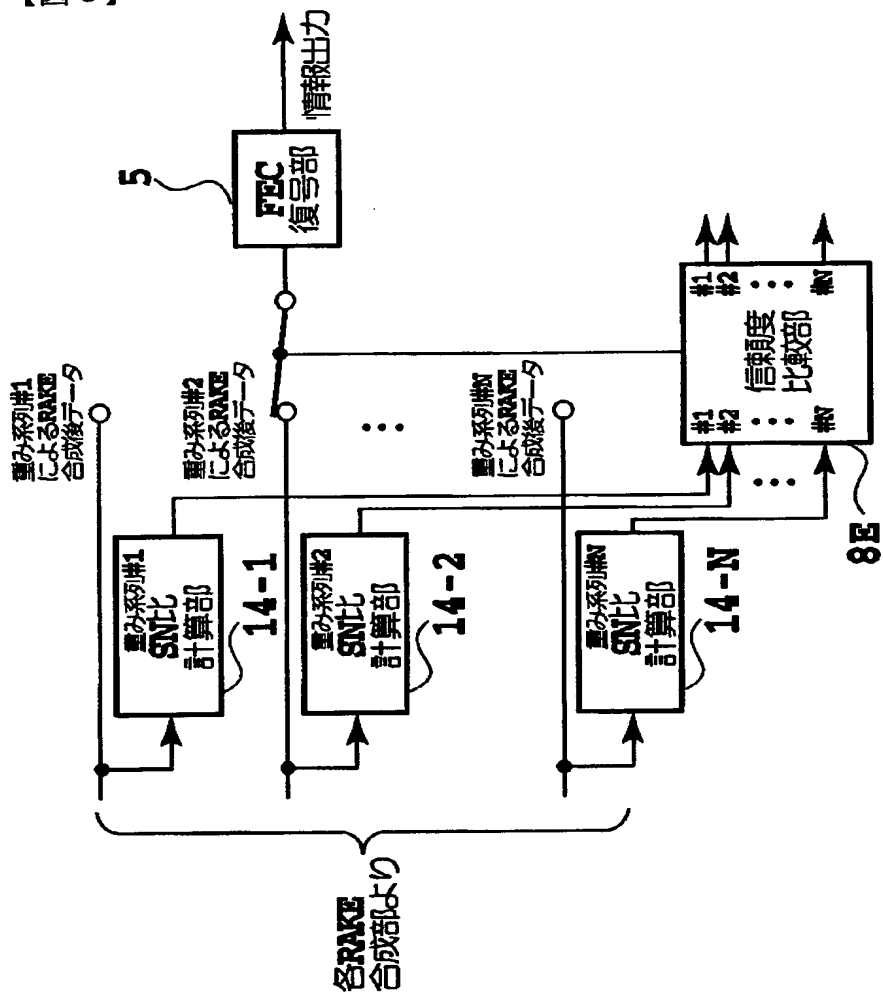 情報出力
5
FEC
復号部
重み系列#1
によるRAKE
合成後データ
重み系列#2
によるRAKE
合成後データ
・・・
重み系列#N
によるRAKE
合成後データ
重み系列#1
SN比
計算部
14-1
重み系列#2
SN比
計算部
14-2
重み系列#N
SN比
計算部
14-N
・・・
#1
#2
・・・
#N
信頼度
比較部
#1
#2
・・・
#N
8E
各RAKE
合成部より